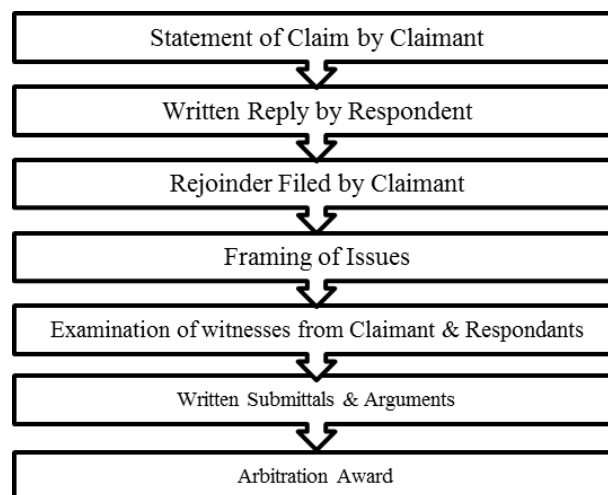 Statement of Claim by Claimant
Written Reply by Respondent
Rejoinder Filed by Claimant
Framing of Issues
Examination of witnesses from Claimant & Respondants
Written Submittals & Arguments
Arbitration Award